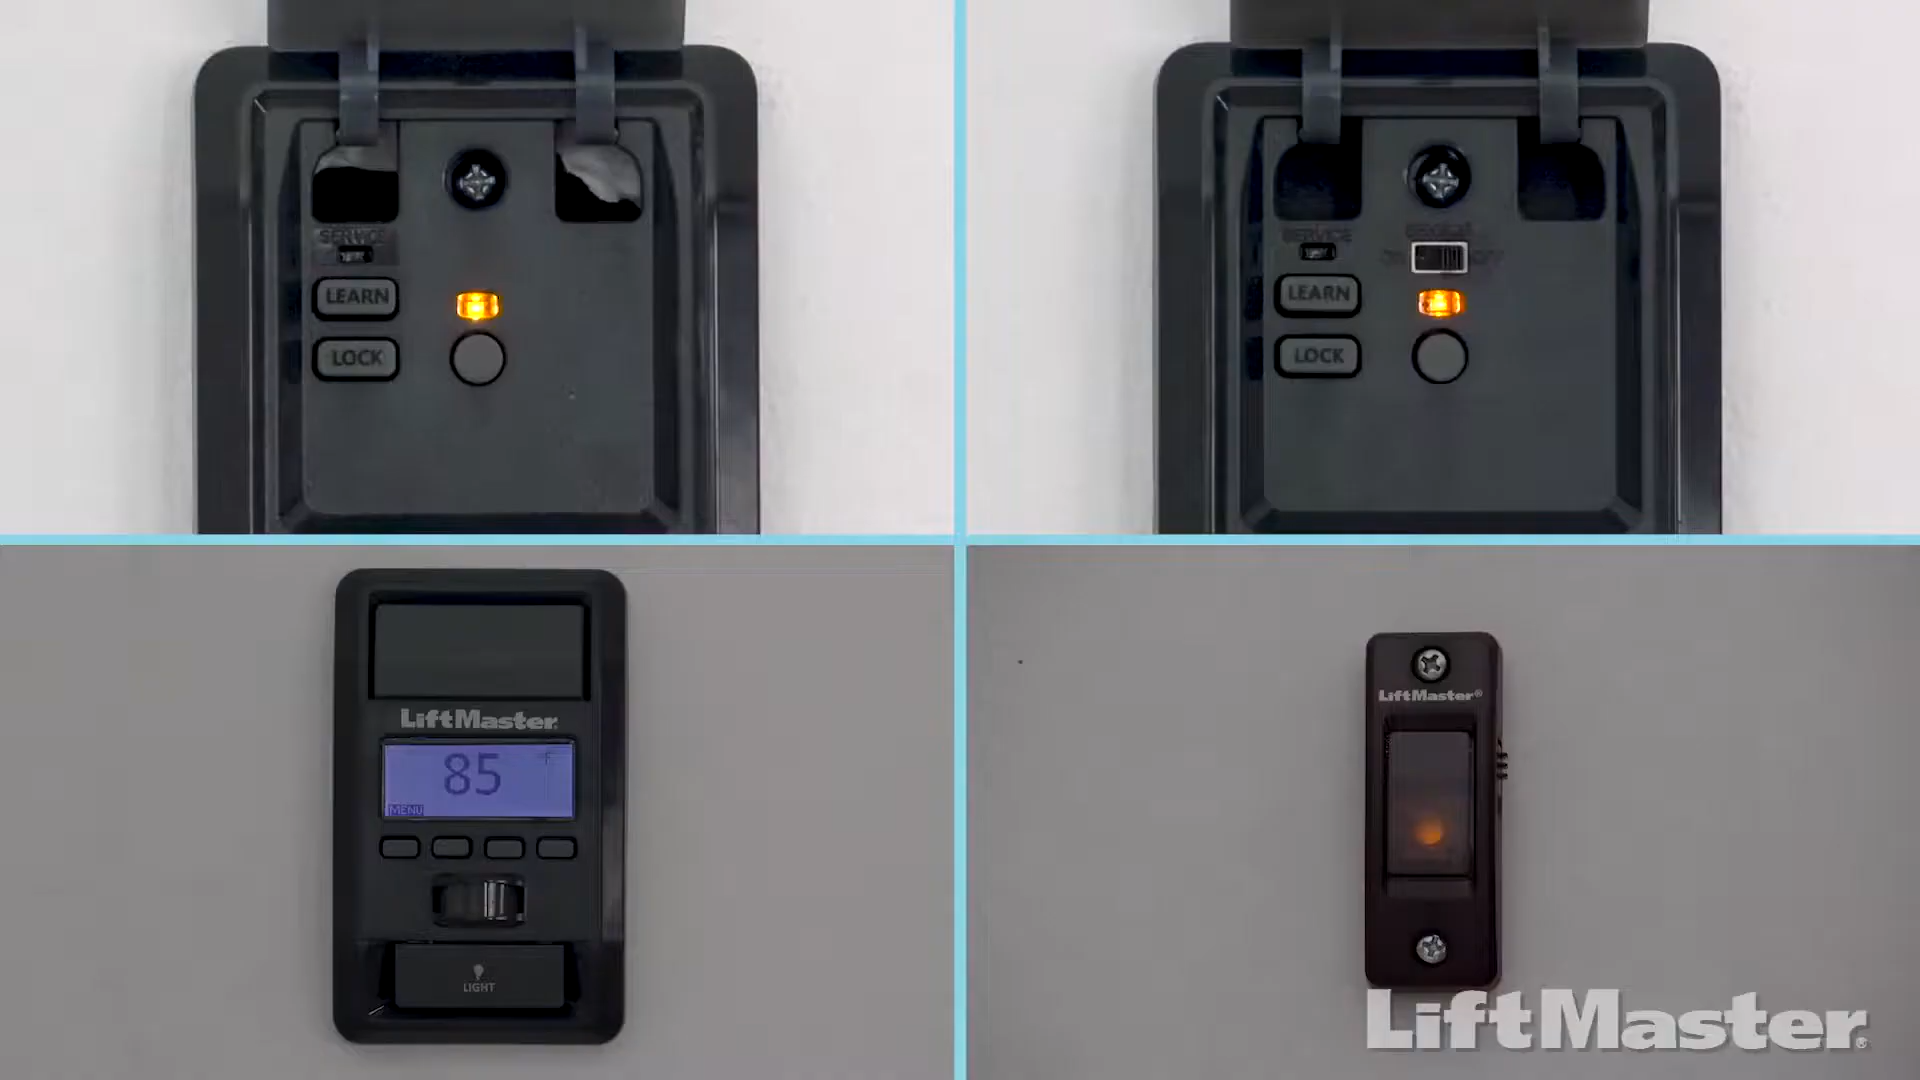 SERVICE
LEARN
LOCK
SERVICE
LEARN
LOCK
LiftMaster
85
MENU
LIGHT
LiftMaster®
LiftMaster®